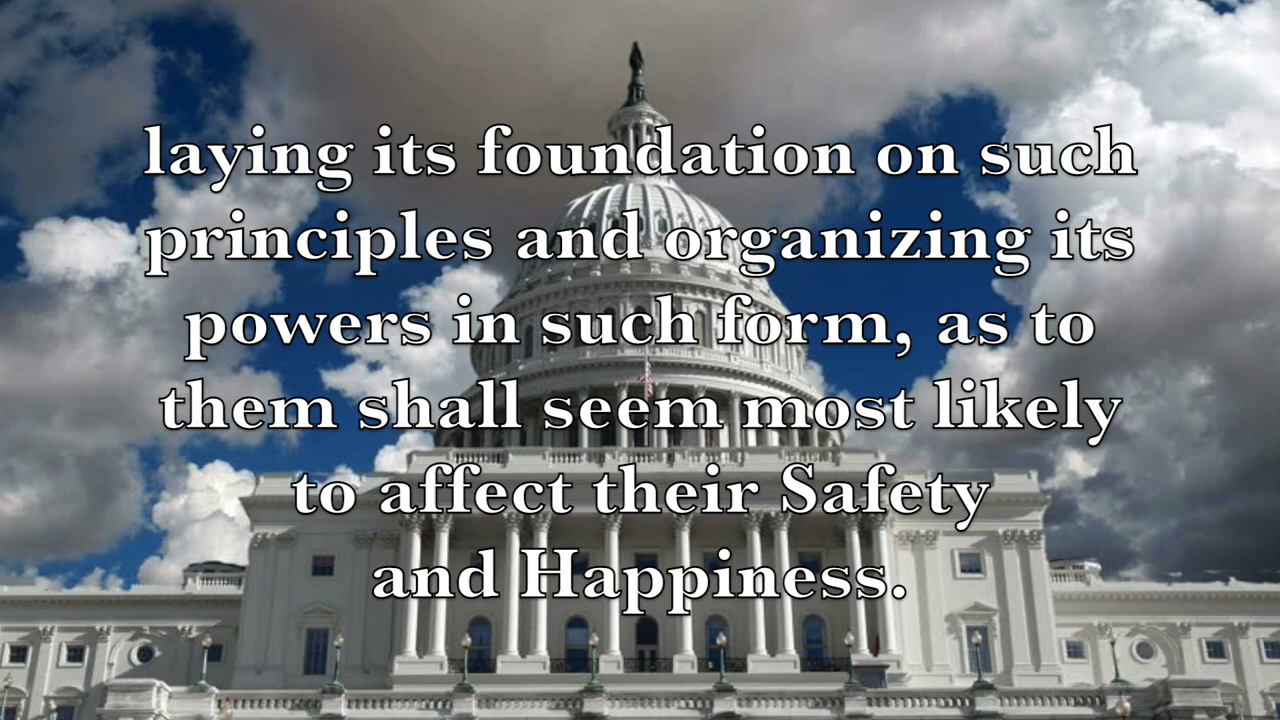 laying its foundation on such
principles and organizing its
powers in such form, as to
them shall seem most likely
to affect their Safety
and Happiness.